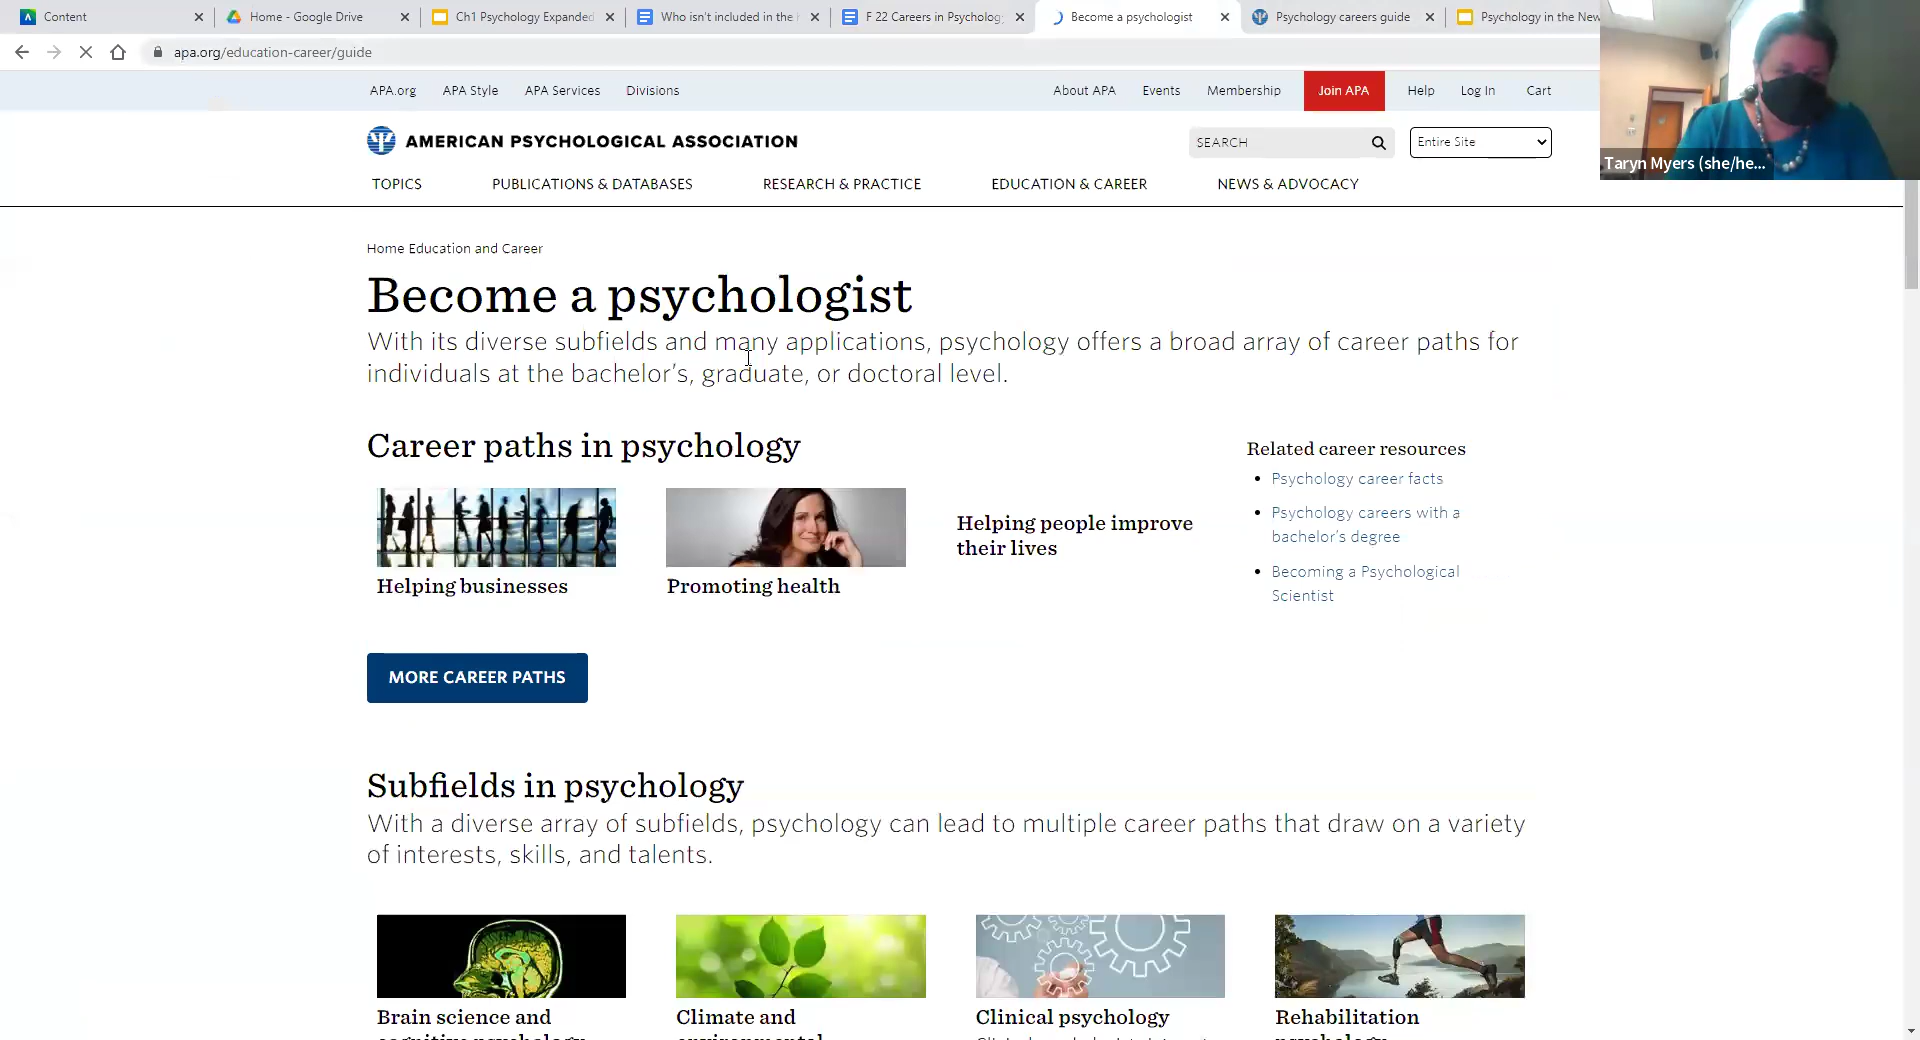 Content
Home - Google Drive
Ch1 Psychology Expanded
Who isn't included in the
F 22 Careers in Psycholog
Become a psychologist
Psychology careers guide
Psychology in the New
apa.org/education-career/guide
Taryn Myers (she/he...
APA.org
APA Style
APA Services
Divisions
About APA
Events
Membership
Join APA
Help
Log In
Cart
AMERICAN PSYCHOLOGICAL ASSOCIATION
SEARCH
Entire Site
TOPICS
PUBLICATIONS & DATABASES
RESEARCH & PRACTICE
EDUCATION & CAREER
NEWS & ADVOCACY
Home Education and Career
Become a psychologist
With its diverse subfields and many applications, psychology offers a broad array of career paths for
individuals at the bachelor's, graduate, or doctoral level.
Career paths in psychology
Helping businesses
Promoting health
Helping people improve
their lives
Related career resources
Psychology career facts
Psychology careers with a
bachelor's degree
Becoming a Psychological
Scientist
MORE CAREER PATHS
Subfields in psychology
With a diverse array of subfields, psychology can lead to multiple career paths that draw on a variety
of interests, skills, and talents.
Brain science and
cognitive psychology
Climate and
environmental
Clinical psychology
Rehabilitation
psychology